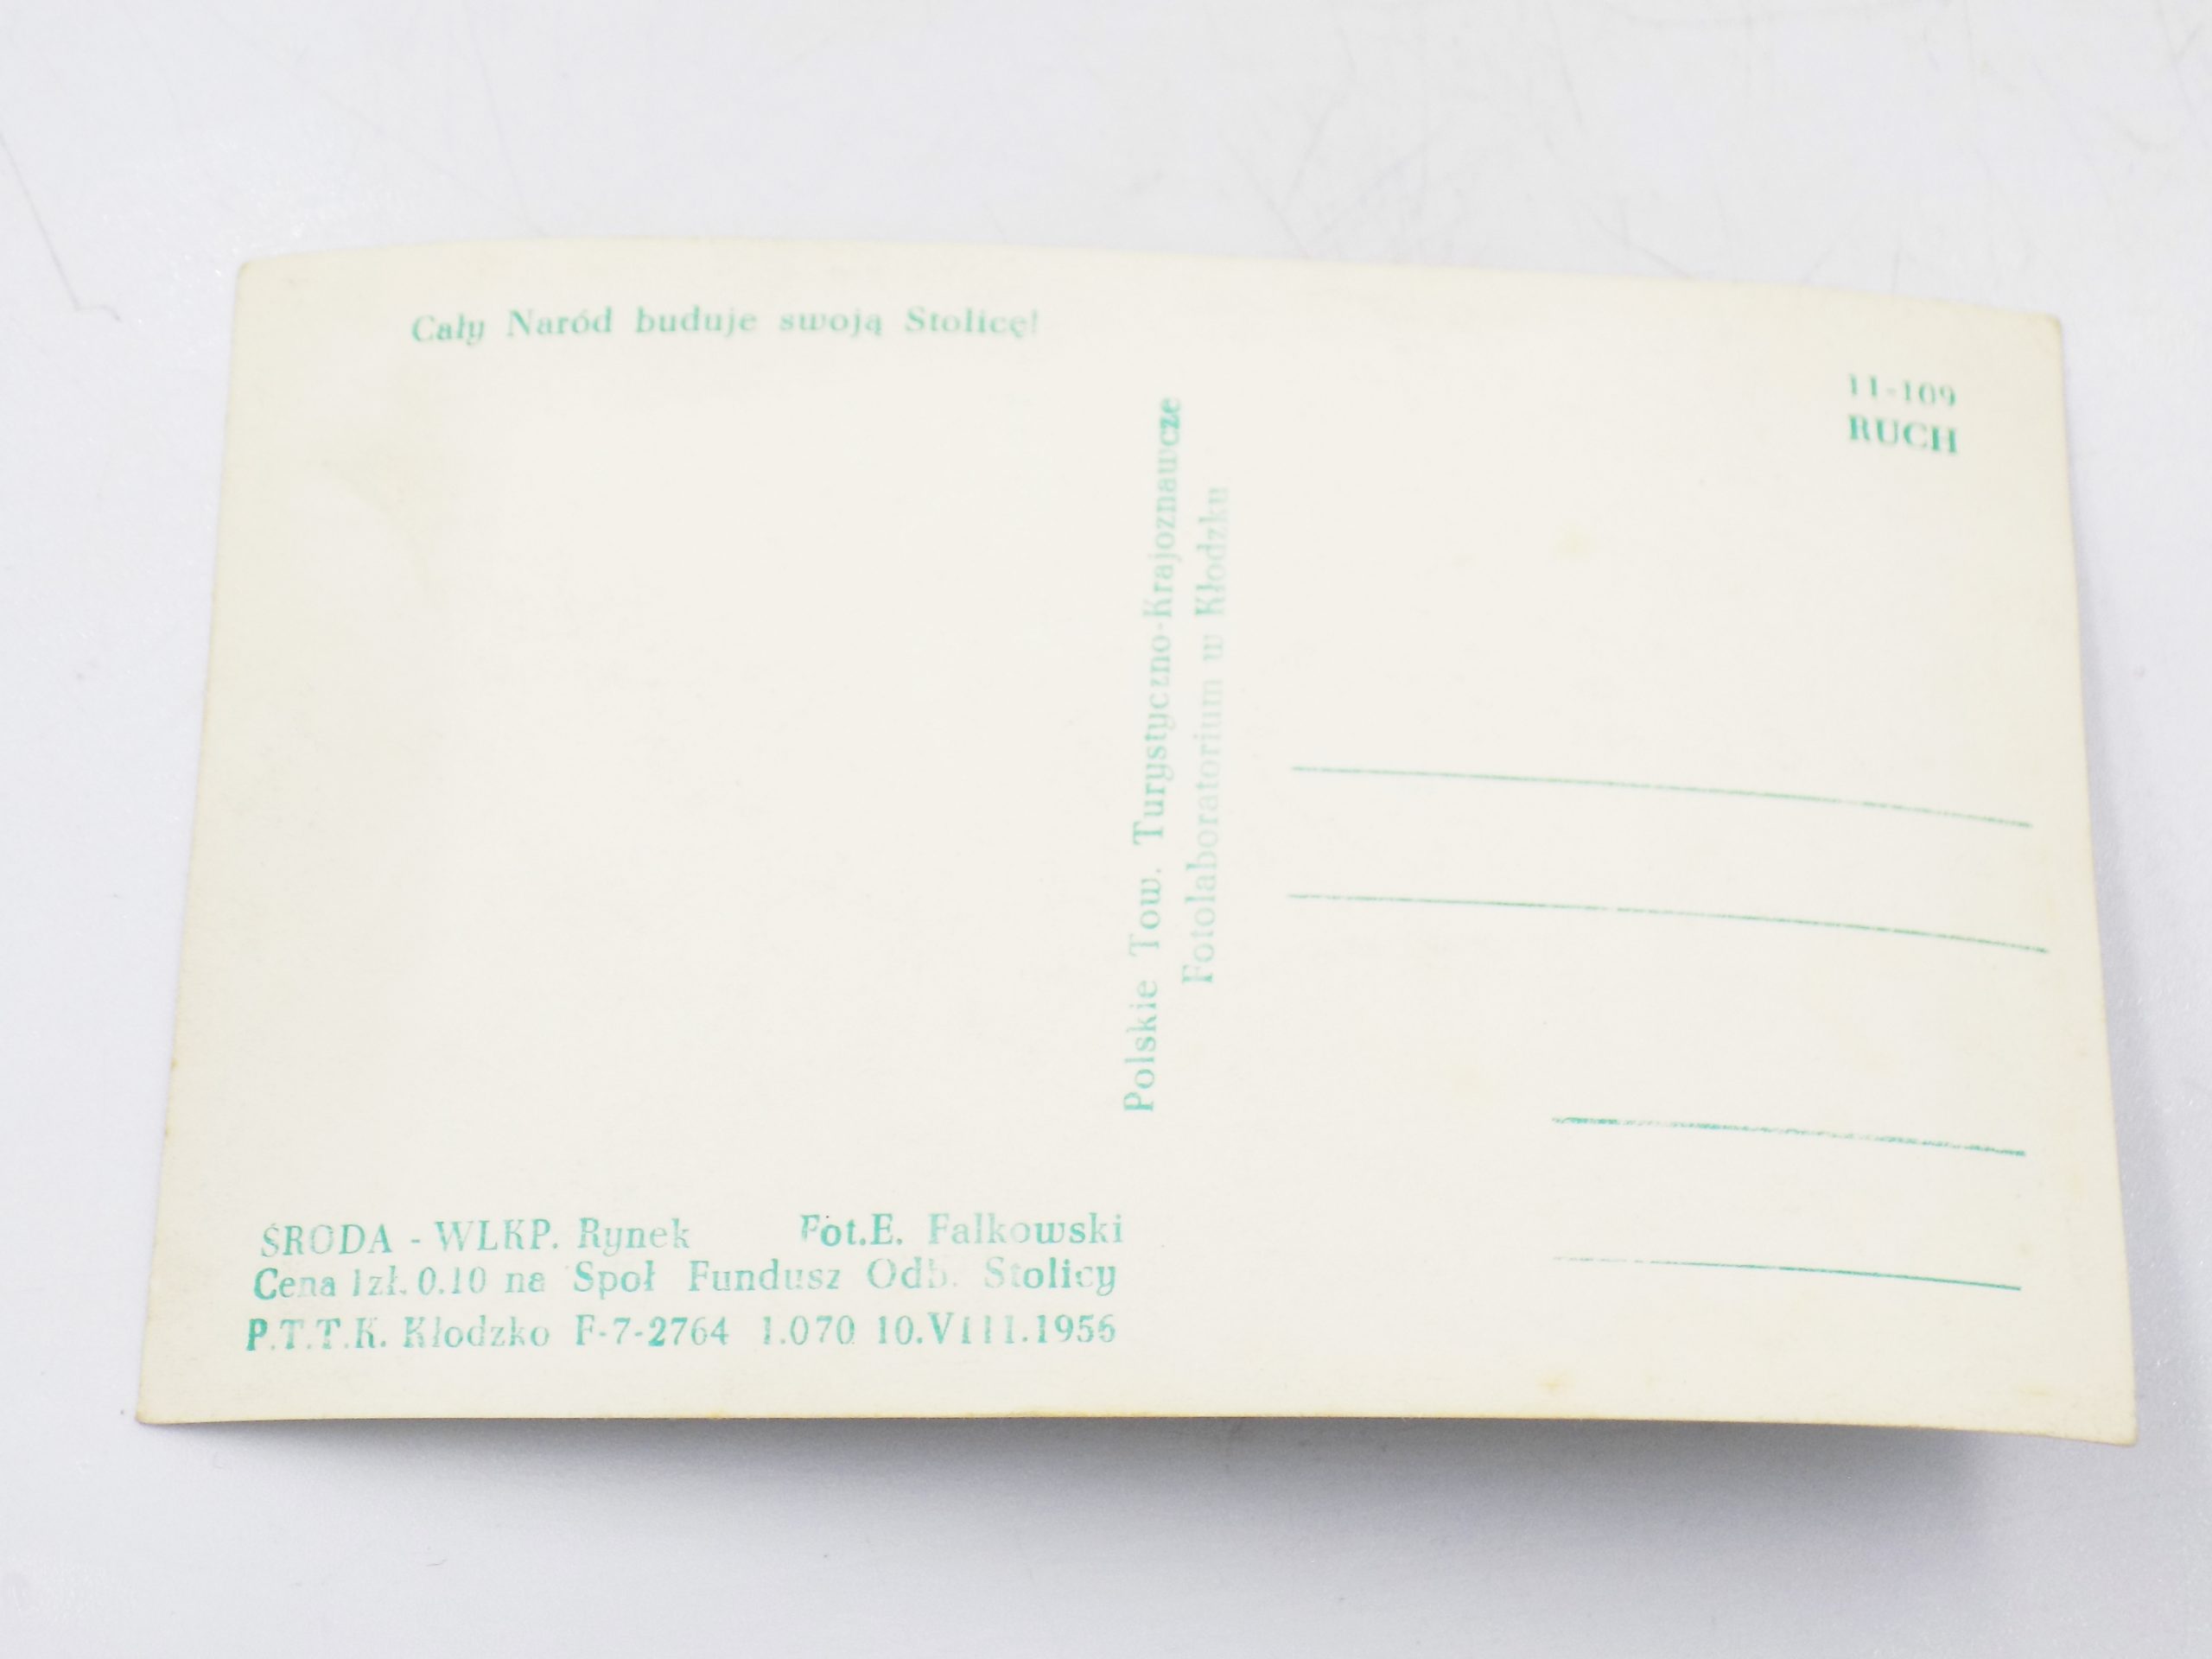 Cały Naród buduje swoją Stolicę!
11-109
RUCH
Polskie Tow. Turystyczno-Krajoznawcze
Fotolaboratorium w Kłodzku
ŚRODA - WLKP. Rynek Fot.E. Falkowski
Cena 1zł. 0.10 na Społ Fundusz Odb. Stolicy
P.T.T.K. Kłodzko F-7-2764 1.070 10.VIII.1956